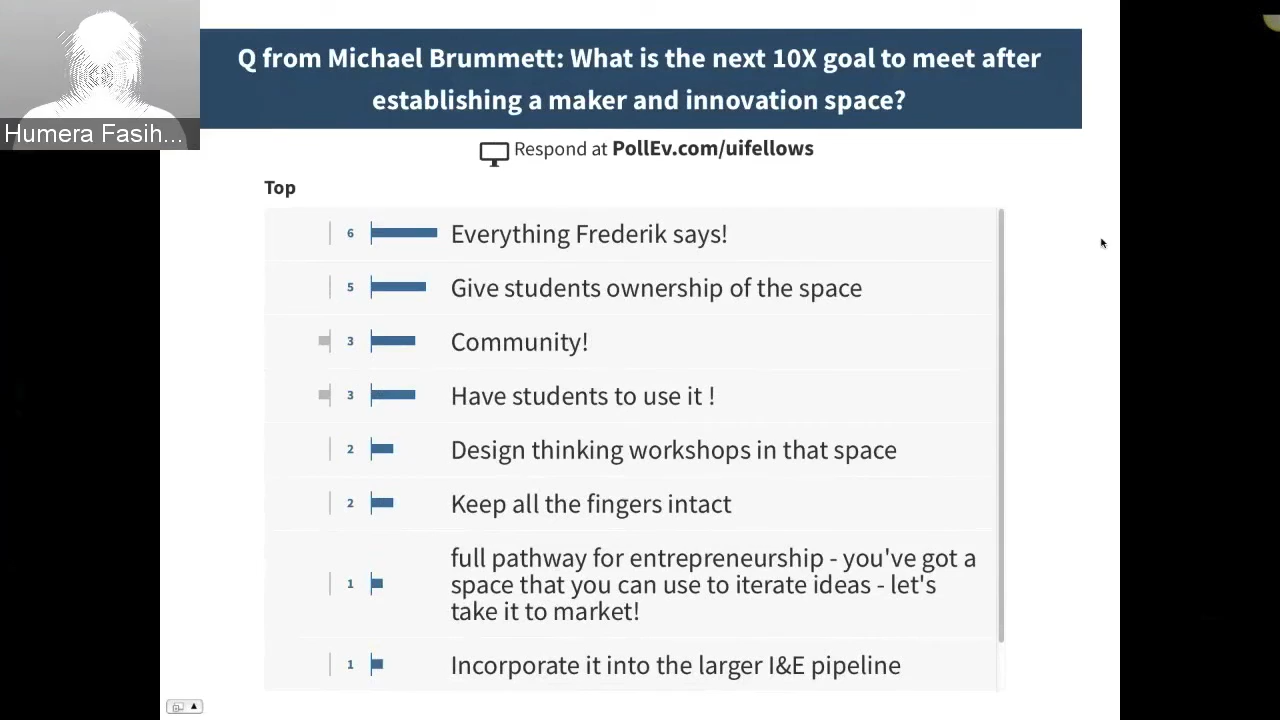 Q from Michael Brummett: What is the next 10X goal to meet after
establishing a maker and innovation space?
Humera Fasih...
Respond at PollEv.com/uifellows
Top
6 Everything Frederik says!
5 Give students ownership of the space
3 Community!
3 Have students to use it !
2 Design thinking workshops in that space
2 Keep all the fingers intact
full pathway for entrepreneurship - you've got a
1 space that you can use to iterate ideas - let's
take it to market!
1 Incorporate it into the larger I&E pipeline